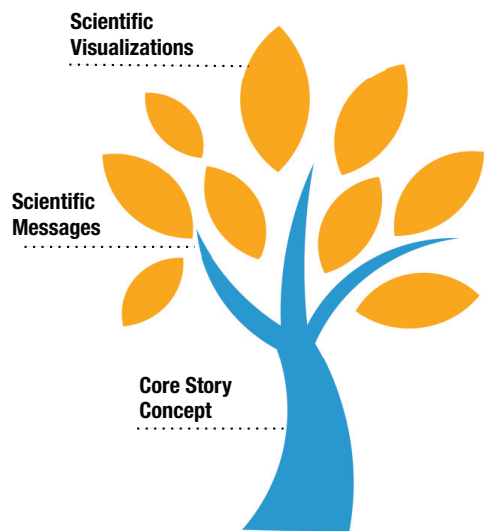 Scientific
Visualizations
Scientific
Messages
Core Story
Concept